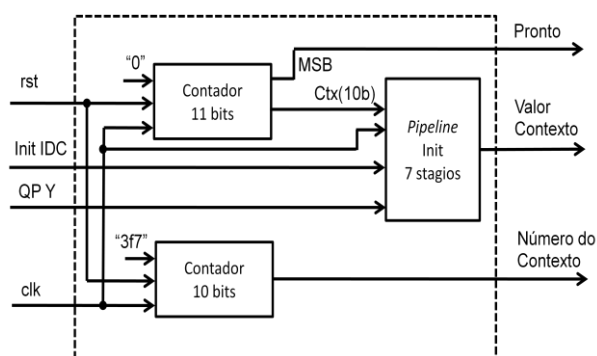 Pronto
“0”
MSB
rst
Contador
11 bits
Ctx(10b)
Valor
Contexto
Pipeline
Init
7 stagios
Init IDC
QP Y
Número do
Contexto
“3f7”
Contador
10 bits
clk